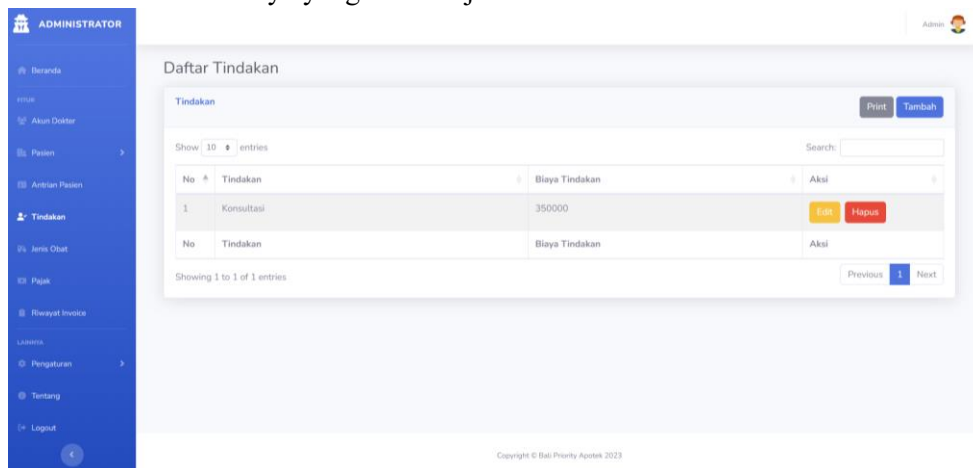 ADMINISTRATOR
Admin
Beranda
Daftar Tindakan
FITUR
Akun Dokter
Pasien
Antrian Pasien
Tindakan
Jenis Obat
Pajak
Riwayat Invoice
LAINNYA
Pengaturan
Tentang
Logout
Tindakan
Print Tambah
Show 10 entries
Search:
No Tindakan Biaya Tindakan Aksi
1 Konsultasi 350000 Edit Hapus
No Tindakan Biaya Tindakan Aksi
Showing 1 to 1 of 1 entries
Previous 1 Next
Copyright © Bali Priority Apotek 2023